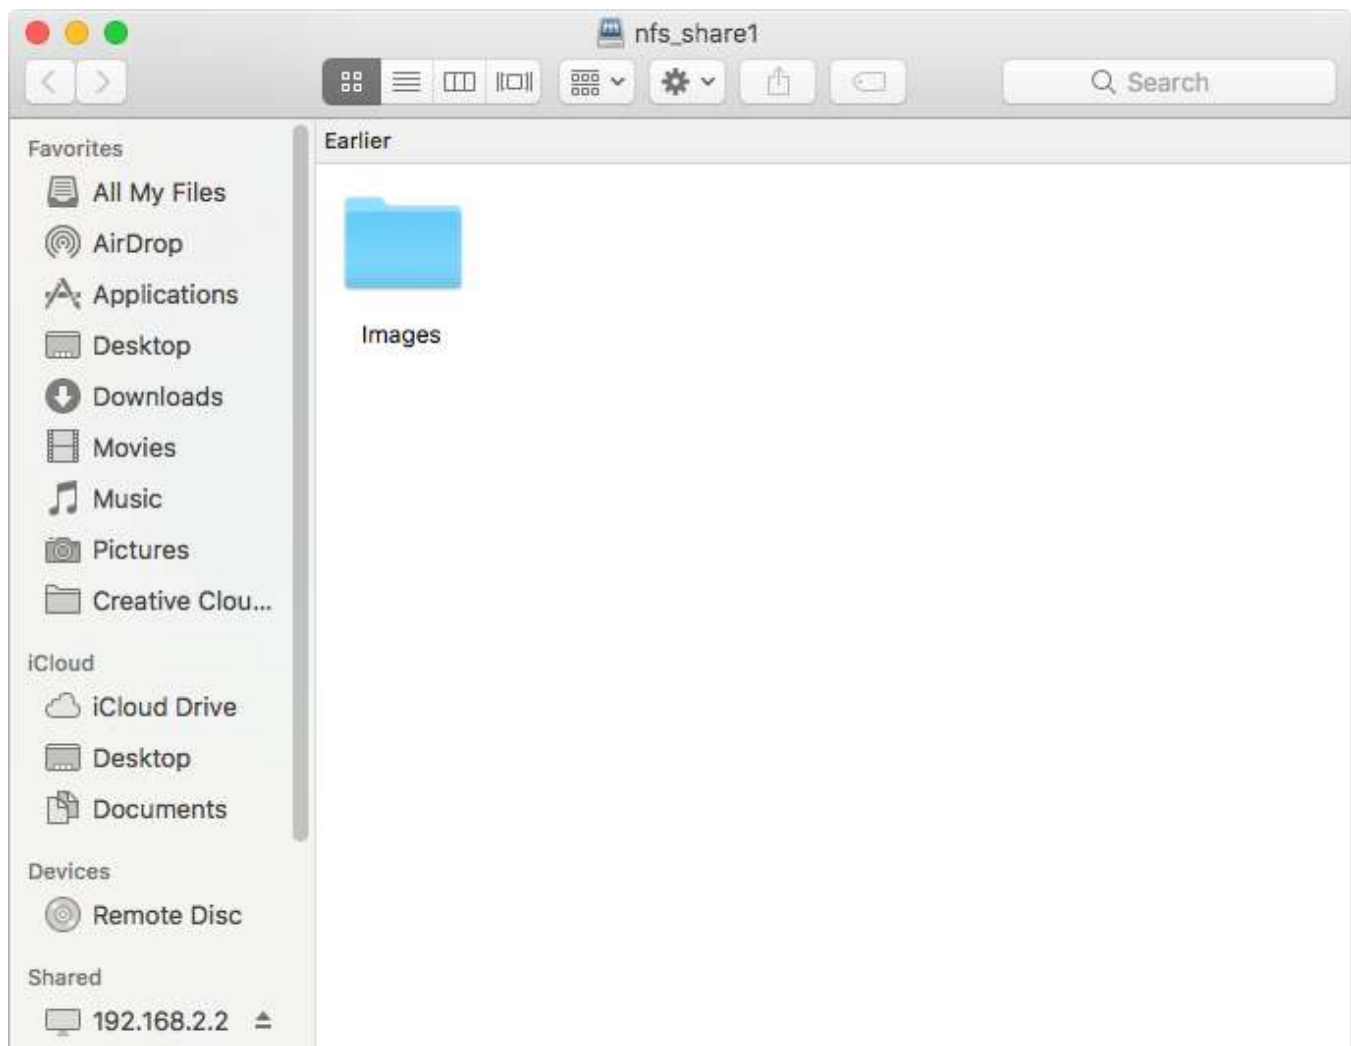 nfs_share1
Search
Favorites
All My Files
AirDrop
Applications
Desktop
Downloads
Movies
Music
Pictures
Creative Clou...
iCloud
iCloud Drive
Desktop
Documents
Devices
Remote Disc
Shared
192.168.2.2
Earlier
Images